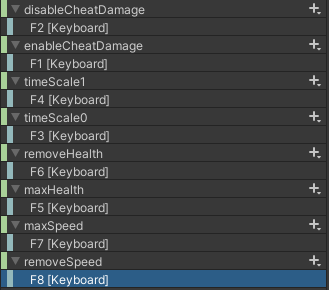 disableCheatDamage
F2 [Keyboard]
enableCheatDamage
F1 [Keyboard]
timeScale1
F4 [Keyboard]
timeScale0
F3 [Keyboard]
removeHealth
F6 [Keyboard]
maxHealth
F5 [Keyboard]
maxSpeed
F7 [Keyboard]
removeSpeed
F8 [Keyboard]